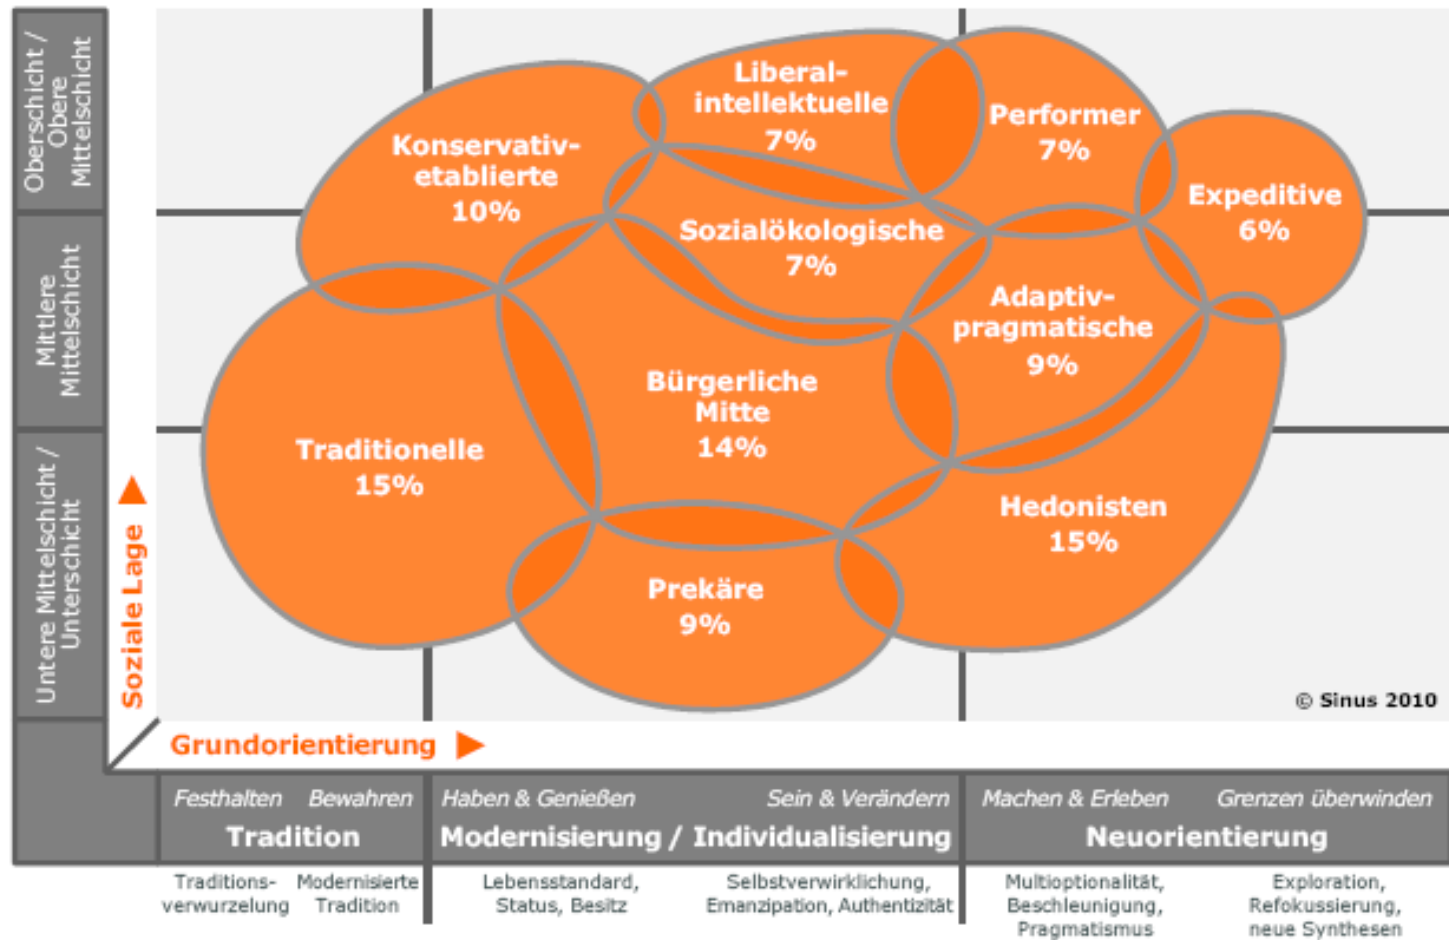 Oberschicht /
Obere
Mittelschicht
Mittlere
Mittelschicht
Untere Mittelschicht /
Unterschicht
Soziale Lage
Liberal-
intellektuelle
7%
Performer
7%
Konservativ-
etablierte
10%
Expeditive
6%
Sozialökologische
7%
Adaptiv-
pragmatische
9%
Bürgerliche
Mitte
14%
Traditionelle
15%
Hedonisten
15%
Prekäre
9%
© Sinus 2010
Grundorientierung
Festhalten Bewahren
Tradition
Haben & Genießen Sein & Verändern
Modernisierung / Individualisierung
Machen & Erleben Grenzen überwinden
Neuorientierung
Traditions-
verwurzelung
Modernisierte
Tradition
Lebensstandard,
Status, Besitz
Selbstverwirklichung,
Emanzipation, Authentizität
Multioptionalität,
Beschleunigung,
Pragmatismus
Exploration,
Refokussierung,
neue Synthesen